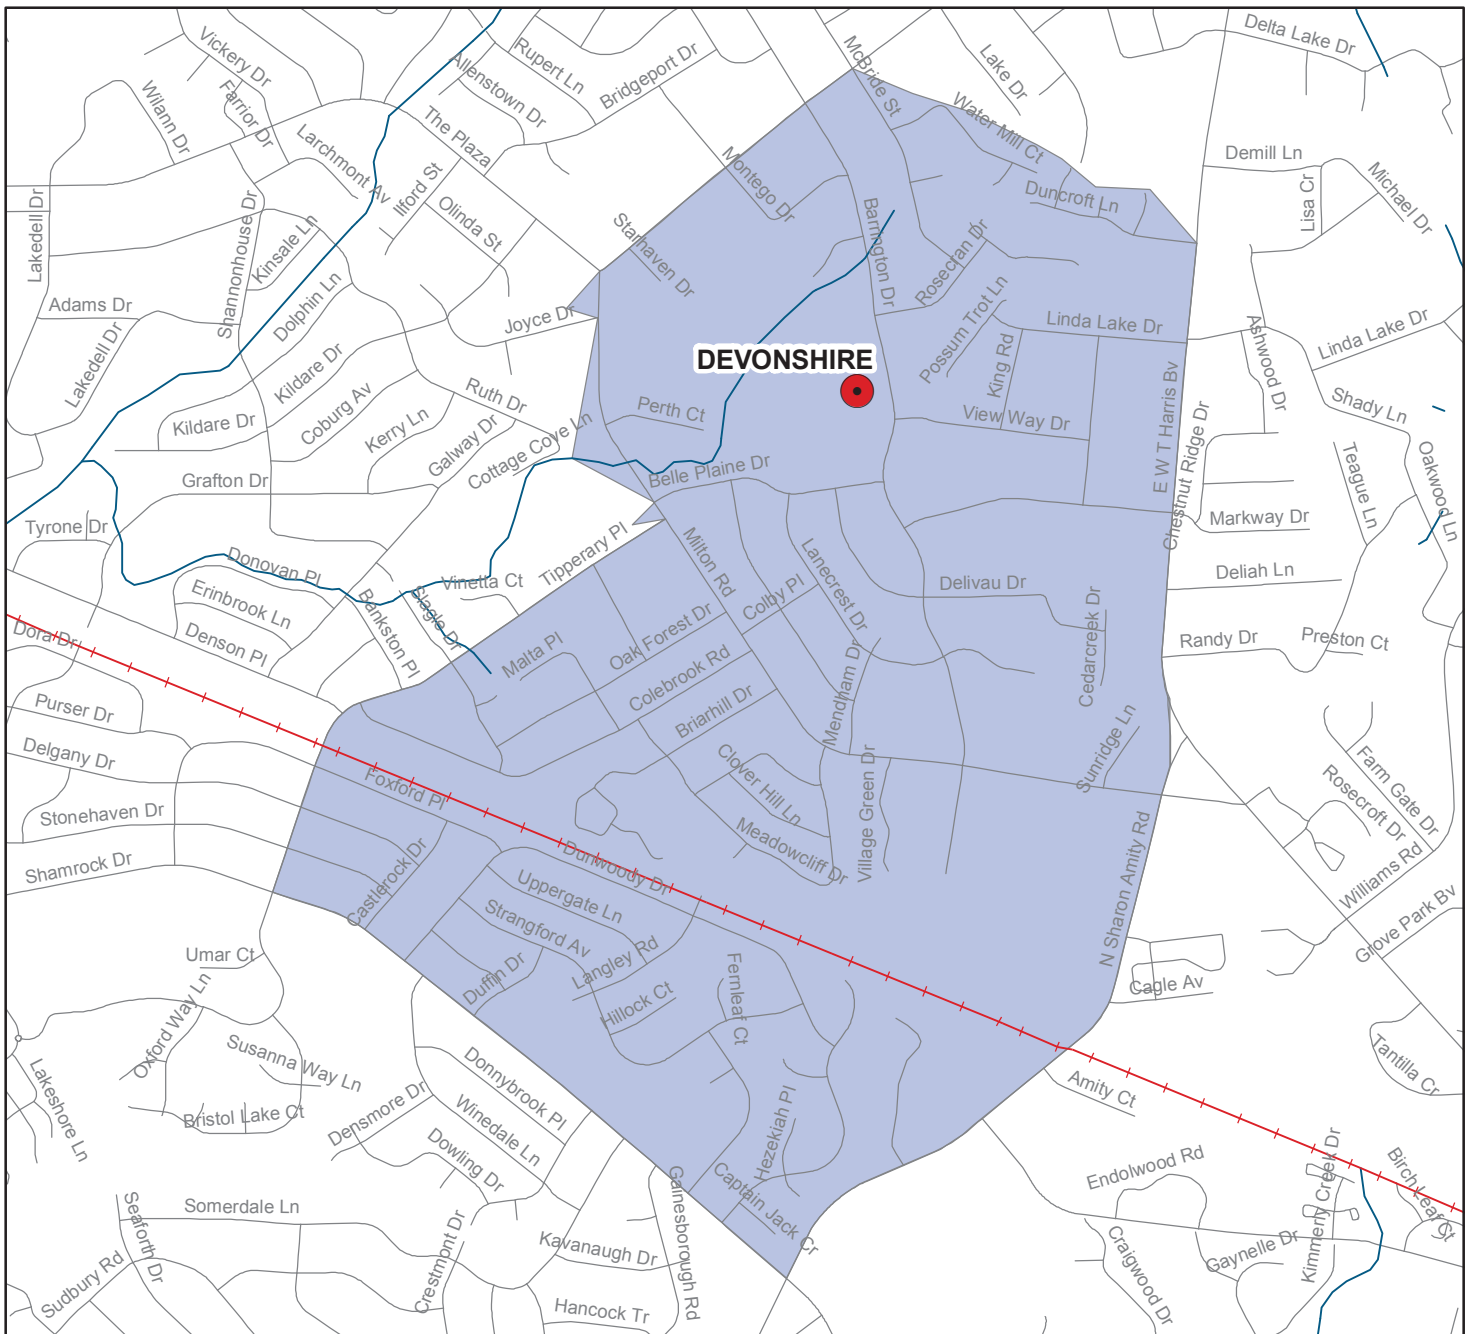 Vickery Dr
Rupert Ln
McBride St
Delta Lake Dr
Allenstown Dr
Bridgeport Dr
Lake Dr
Wilann Dr
Farrior Dr
Larchmont Av
The Plaza
Water Mill Ct
Demill Ln
Montego Dr
Michael Dr
Lakedell Dr
Shannonhouse Dr
Ilford St
Olinda St
Duncroft Ln
Lisa Cr
Kinsale Ln
Starhaven Dr
Barrington Dr
Rosecran Dr
Adams Dr
Dolphin Ln
Joyce Dr
Possum Trot Ln
Linda Lake Dr
Ashwood Dr
Linda Lake Dr
Lakedell Dr
Kildare Dr
DEVONSHIRE
King Rd
Coburg Av
Ruth Dr
Perth Ct
View Way Dr
E W T Harris Bv
Shady Ln
Kildare Dr
Kerry Ln
Galway Dr
Cottage Cove Ln
Chestnut Ridge Dr
Teague Ln
Oakwood Ln
Grafton Dr
Belle Plaine Dr
Tyrone Dr
Markway Dr
Donovan Pl
Tipperary Pl
Milton Rd
Lanecrest Dr
Vinetta Ct
Colby Pl
Delivau Dr
Deliah Ln
Erinbrook Ln
Bankston Pl
Slagle Dr
Cedarcreek Dr
Dora Dr
Denson Pl
Malta Pl
Oak Forest Dr
Randy Dr
Preston Ct
Purser Dr
Colebrook Rd
Mendham Dr
Briarhill Dr
Sunridge Ln
Delgany Dr
Clover Hill Ln
Farm Gate Dr
Foxford Pl
Village Green Dr
Rosecroft Dr
Stonehaven Dr
Meadowcliff Dr
N Sharon Amity Rd
Shamrock Dr
Castlerock Dr
Dunwoody Dr
Williams Rd
Uppergate Ln
Strangford Av
Grove Park Bv
Umar Ct
Langley Rd
Duffin Dr
Fernleaf Ct
Cagle Av
Oxford Way Ln
Hillock Ct
Susanna Way Ln
Donnybrook Pl
Tantilla Cr
Lakeshore Ln
Amity Ct
Bristol Lake Ct
Densmore Dr
Winedale Ln
Hezekiah Pl
Dowling Dr
Endolwood Rd
Kimmerly Creek Dr
Birch Leaf Ct
Somerdale Ln
Seaforth Dr
Gainesborough Rd
Captain Jack Cr
Crestmont Dr
Kavanaugh Dr
Gaynelle Dr
Craigwood Dr
Sudbury Rd
Hancock Tr